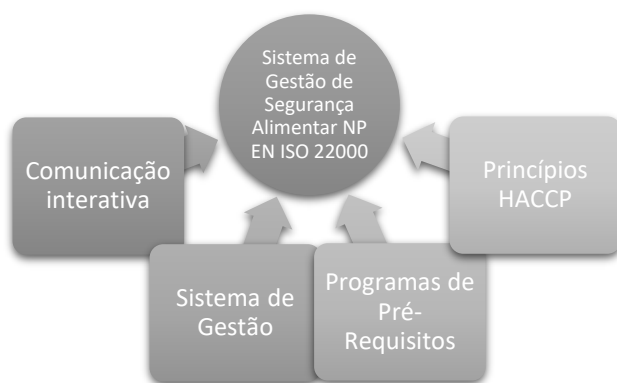 Sistema de
Gestão de
Segurança
Alimentar NP
EN ISO 22000
Comunicação
interativa
Sistema de
Gestão
Programas de
Pré-
Requisitos
Princípios
HACCP